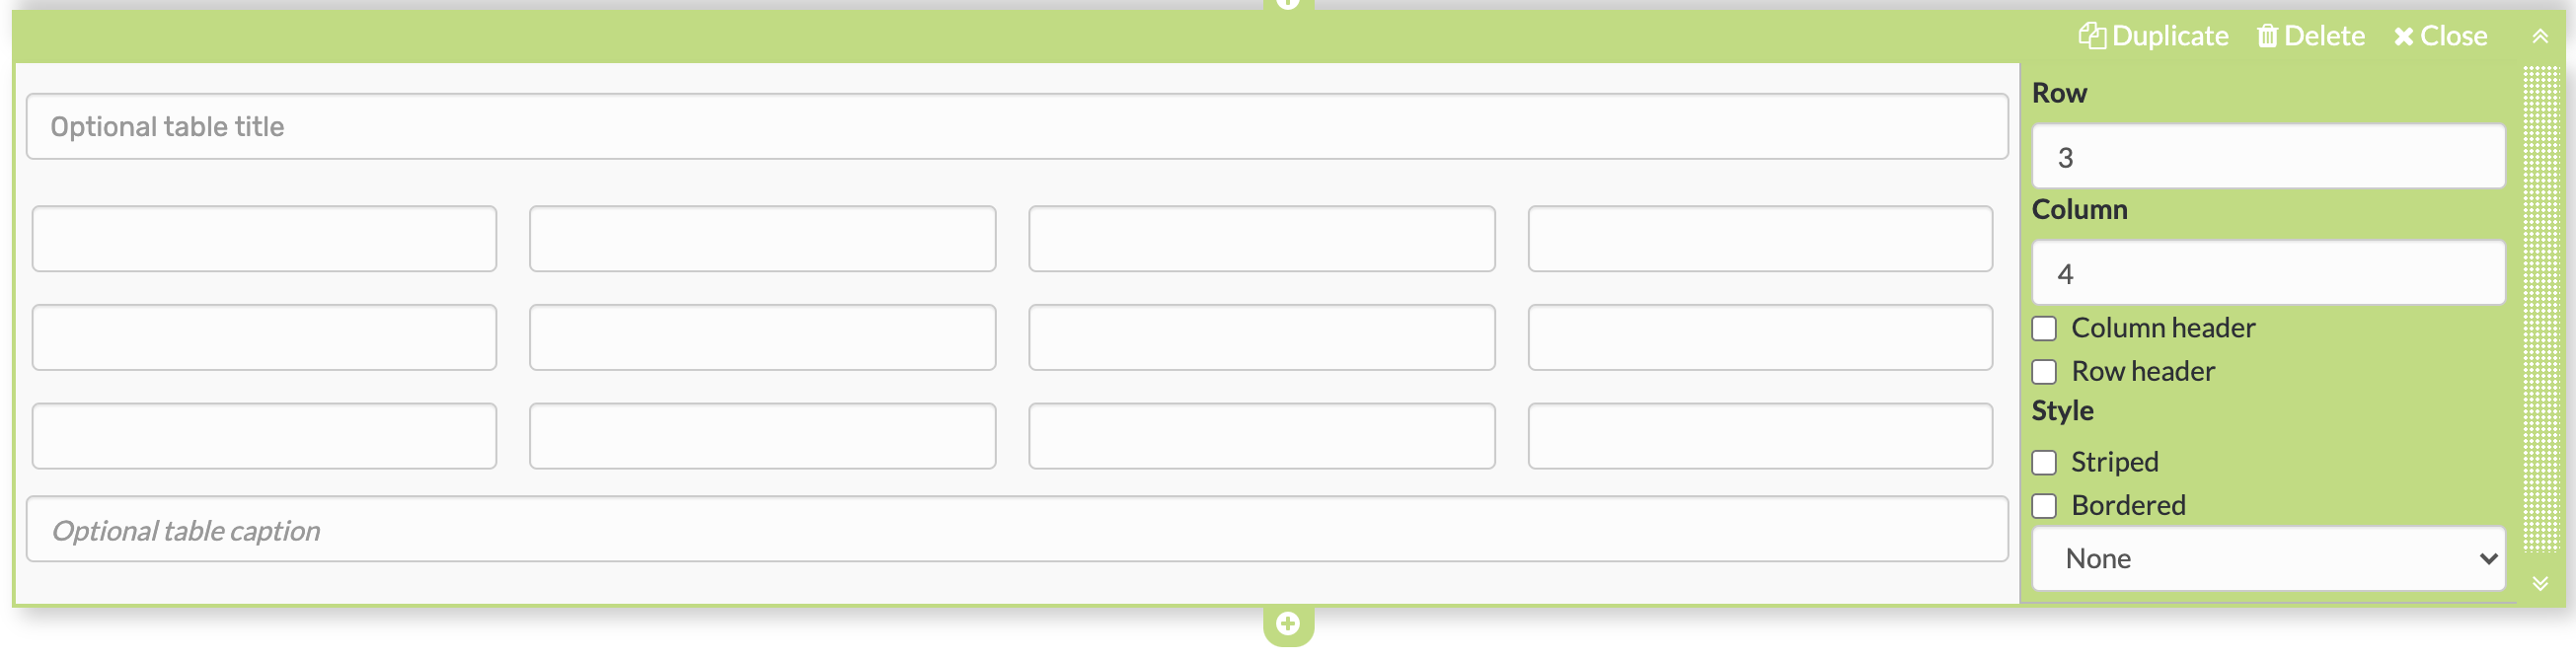 Duplicate Delete Close
Optional table title
Optional table caption
Row
3
Column
4
Column header
Row header
Style
Striped
Bordered
None